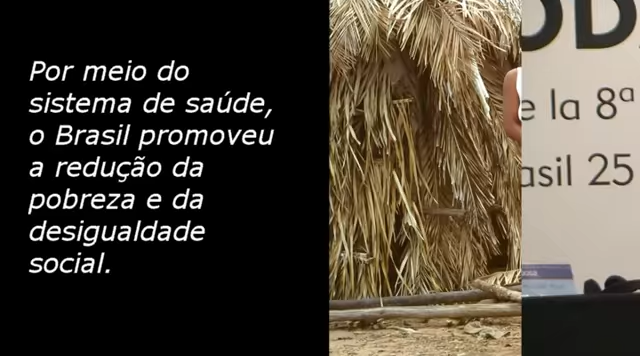 Por meio do
sistema de saúde,
o Brasil promoveu
a redução da
pobreza e da
desigualdade
social.
e la 8ª
asil 25